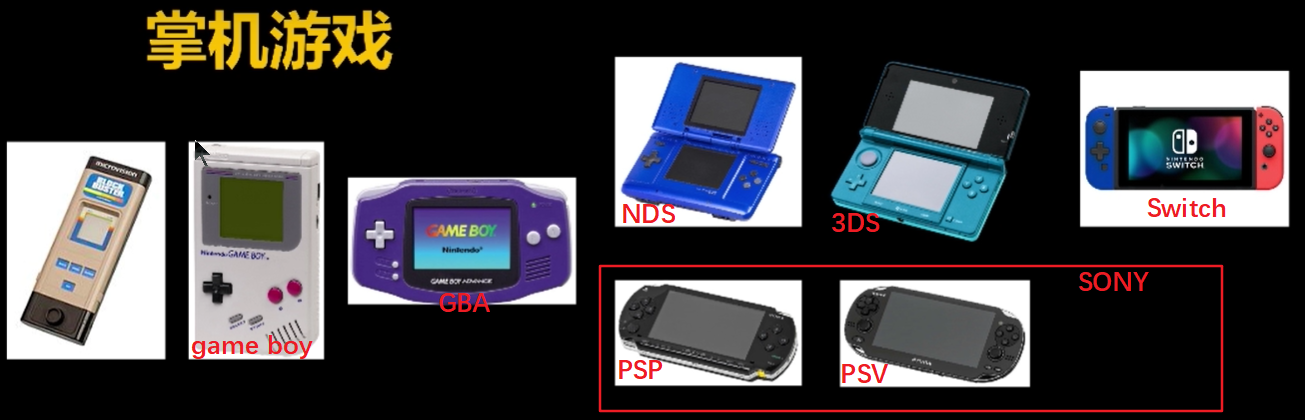 掌机游戏
microvision
BLOCK
BUSTER
Nintendo GAME BOY
game boy
GAME BOY
Nintendo
GAME BOY ADVANCE
GBA
NDS
3DS
NINTENDO
SWITCH
Switch
SONY
PSP
PSV